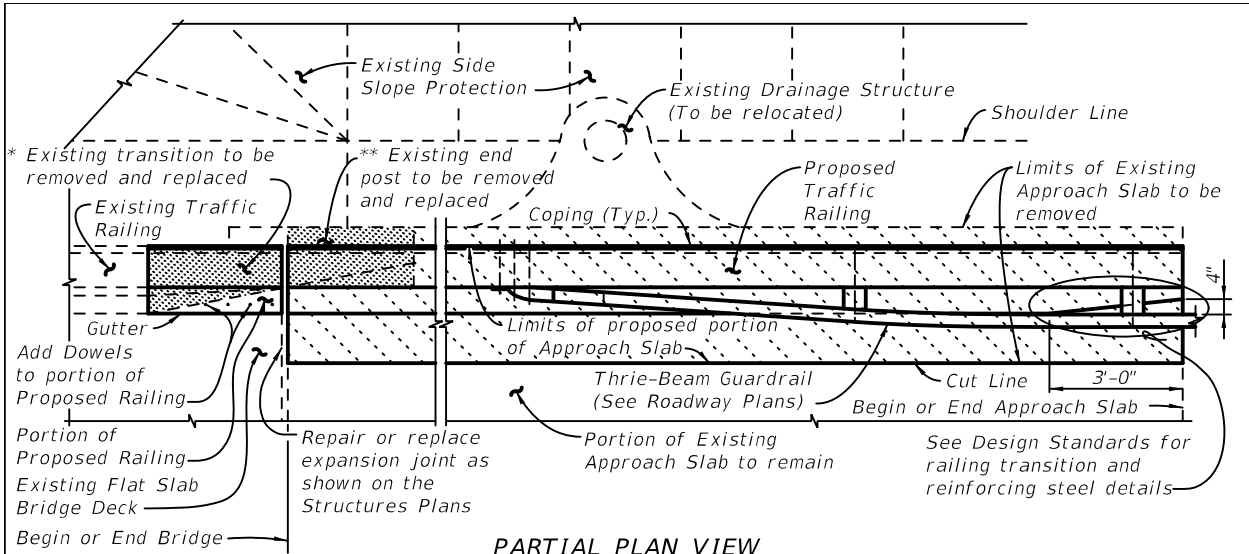 Existing Side
Slope Protection
Existing Drainage Structure
(To be relocated)
Shoulder Line
* Existing transition to be
removed and replaced
** Existing end
post to be removed
and replaced
Proposed
Traffic
Railing
Limits of Existing
Approach Slab to be
removed
Existing Traffic
Railing
Coping (Typ.)
4"
Gutter
Limits of proposed portion
of Approach Slab
Add Dowels
to portion of
Proposed Railing
Thrie-Beam Guardrail
(See Roadway Plans)
Cut Line
3'-0"
Begin or End Approach Slab
Portion of
Proposed Railing
Repair or replace
expansion joint as
shown on the
Structures Plans
Portion of Existing
Approach Slab to remain
See Design Standards for
railing transition and
reinforcing steel details
Existing Flat Slab
Bridge Deck
Begin or End Bridge
PARTIAL PLAN VIEW